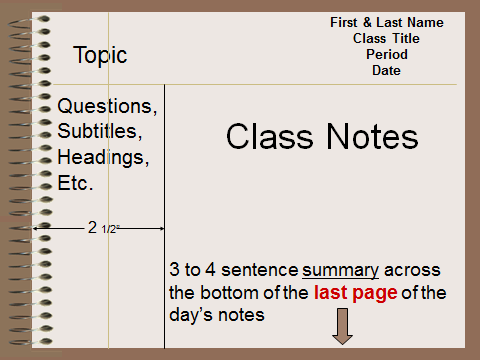 First & Last Name
Class Title
Period
Date
Topic
Questions,
Subtitles,
Headings,
Etc.
Class Notes
2 1/2"
3 to 4 sentence summary across
the bottom of the last page of the
day's notes